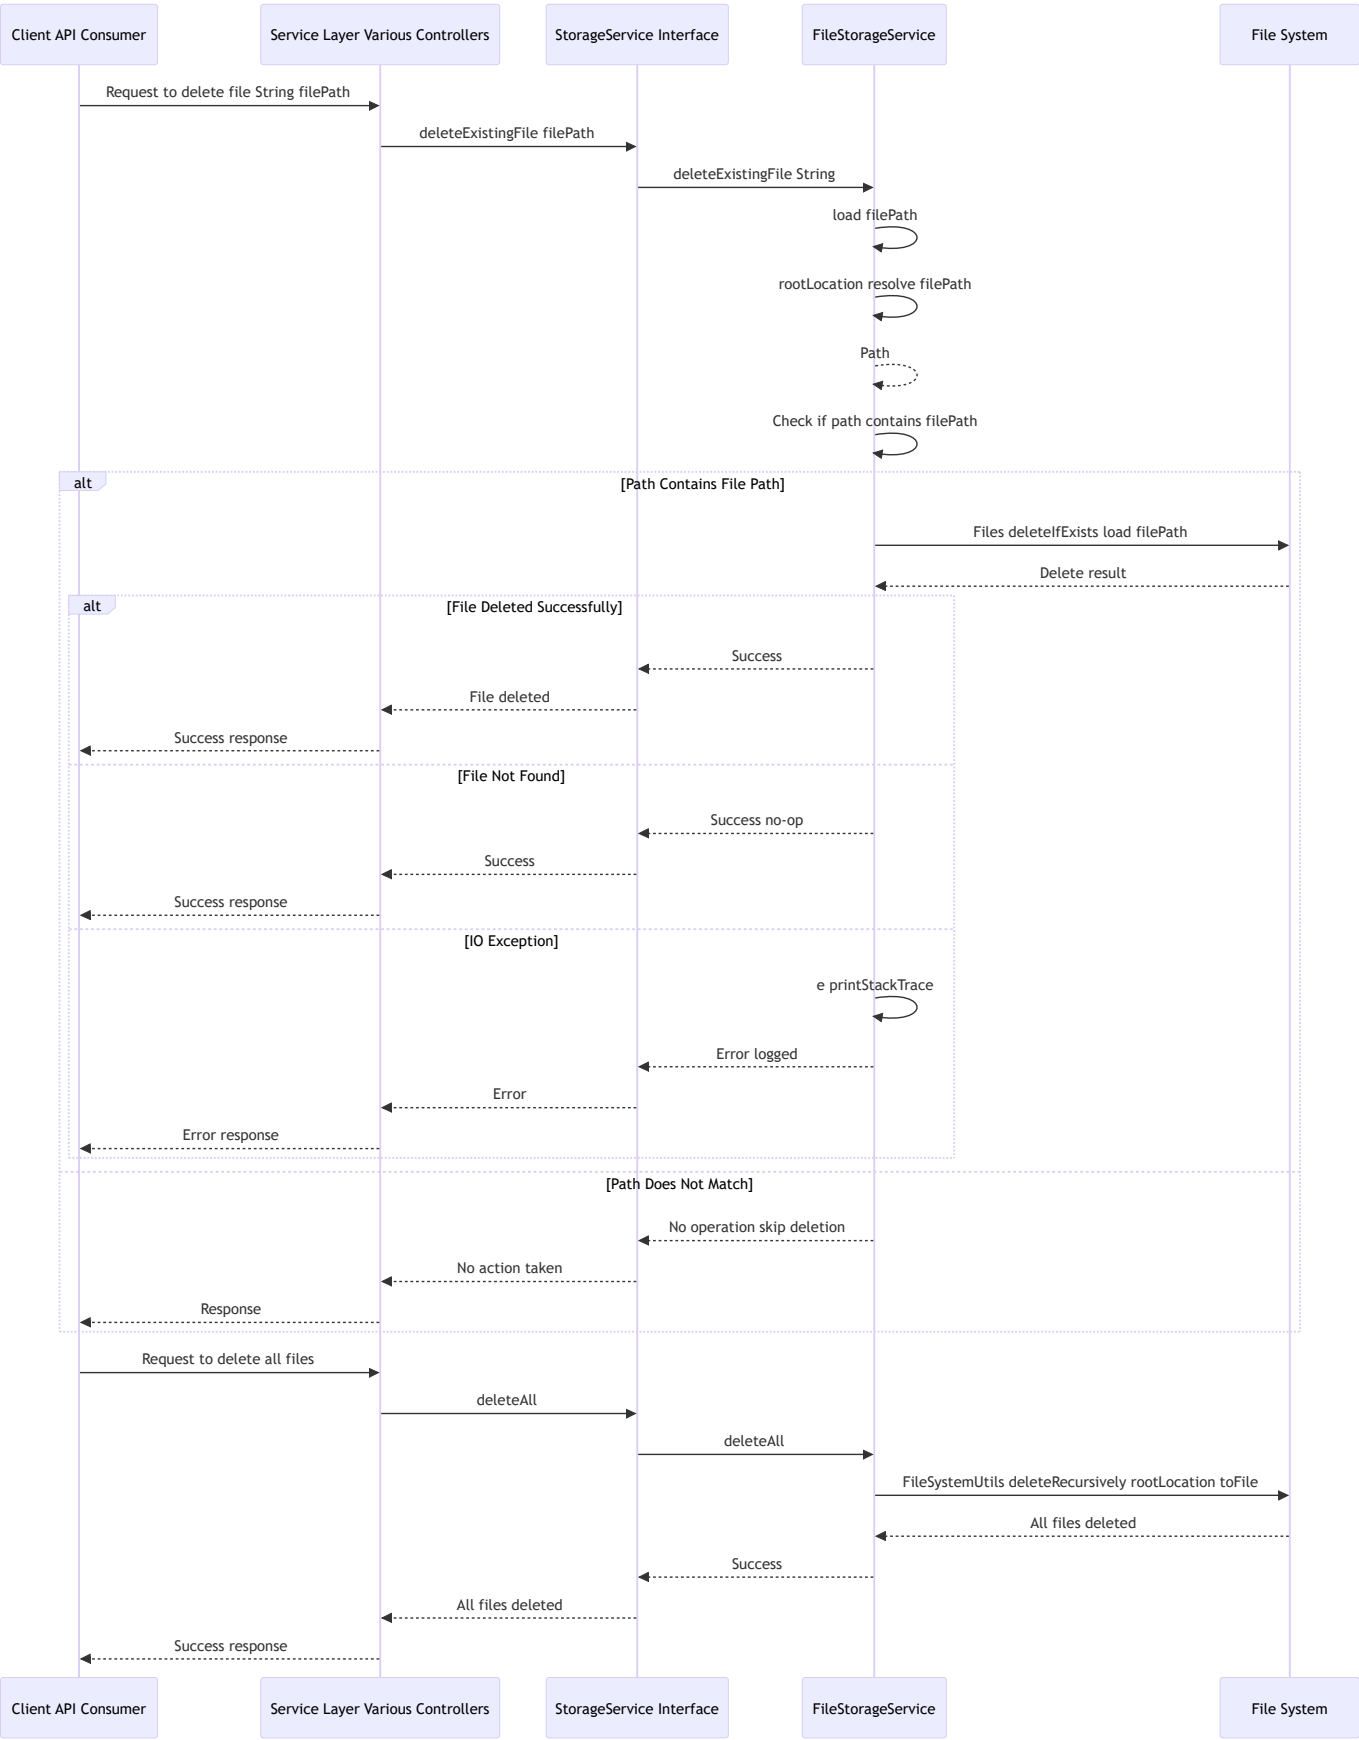 Client API Consumer
Service Layer Various Controllers
StorageService Interface
FileStorageService
File System
Request to delete file String filePath
deleteExistingFile filePath
deleteExistingFile String
load filePath
rootLocation resolve filePath
Path
Check if path contains filePath
alt
[Path Contains File Path]
Files deleteIfExists load filePath
Delete result
alt
[File Deleted Successfully]
Success
File deleted
Success response
[File Not Found]
Success no-op
Success
Success response
[IO Exception]
e printStackTrace
Error logged
Error
Error response
[Path Does Not Match]
No operation skip deletion
No action taken
Response
Request to delete all files
deleteAll
deleteAll
FileSystemUtils deleteRecursively rootLocation toFile
All files deleted
Success
All files deleted
Success response
Client API Consumer
Service Layer Various Controllers
StorageService Interface
FileStorageService
File System